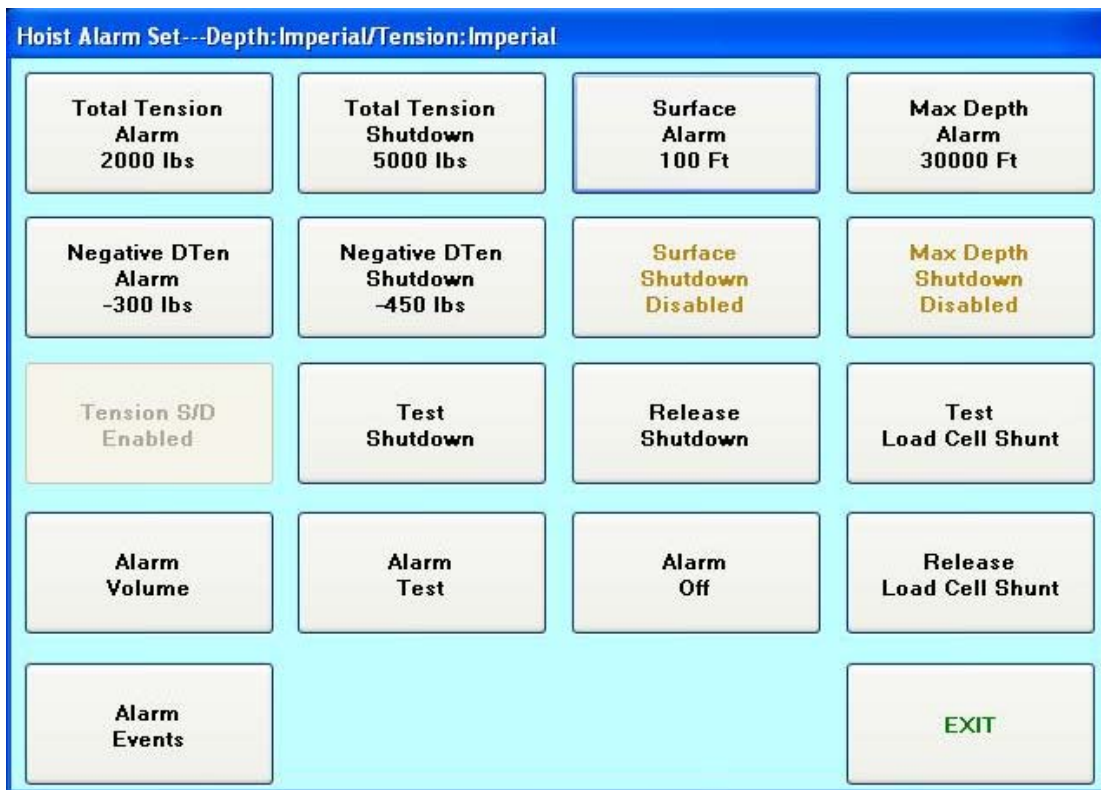 Hoist Alarm Set---Depth:Imperial/Tension:Imperial
Total Tension
Alarm
2000 lbs
Total Tension
Shutdown
5000 lbs
Surface
Alarm
100 Ft
Max Depth
Alarm
30000 Ft
Negative DTen
Alarm
-300 lbs
Negative DTen
Shutdown
-450 lbs
Surface
Shutdown
Disabled
Max Depth
Shutdown
Disabled
Tension S/D
Enabled
Test
Shutdown
Release
Shutdown
Test
Load Cell Shunt
Alarm
Volume
Alarm
Test
Alarm
Off
Release
Load Cell Shunt
Alarm
Events
EXIT